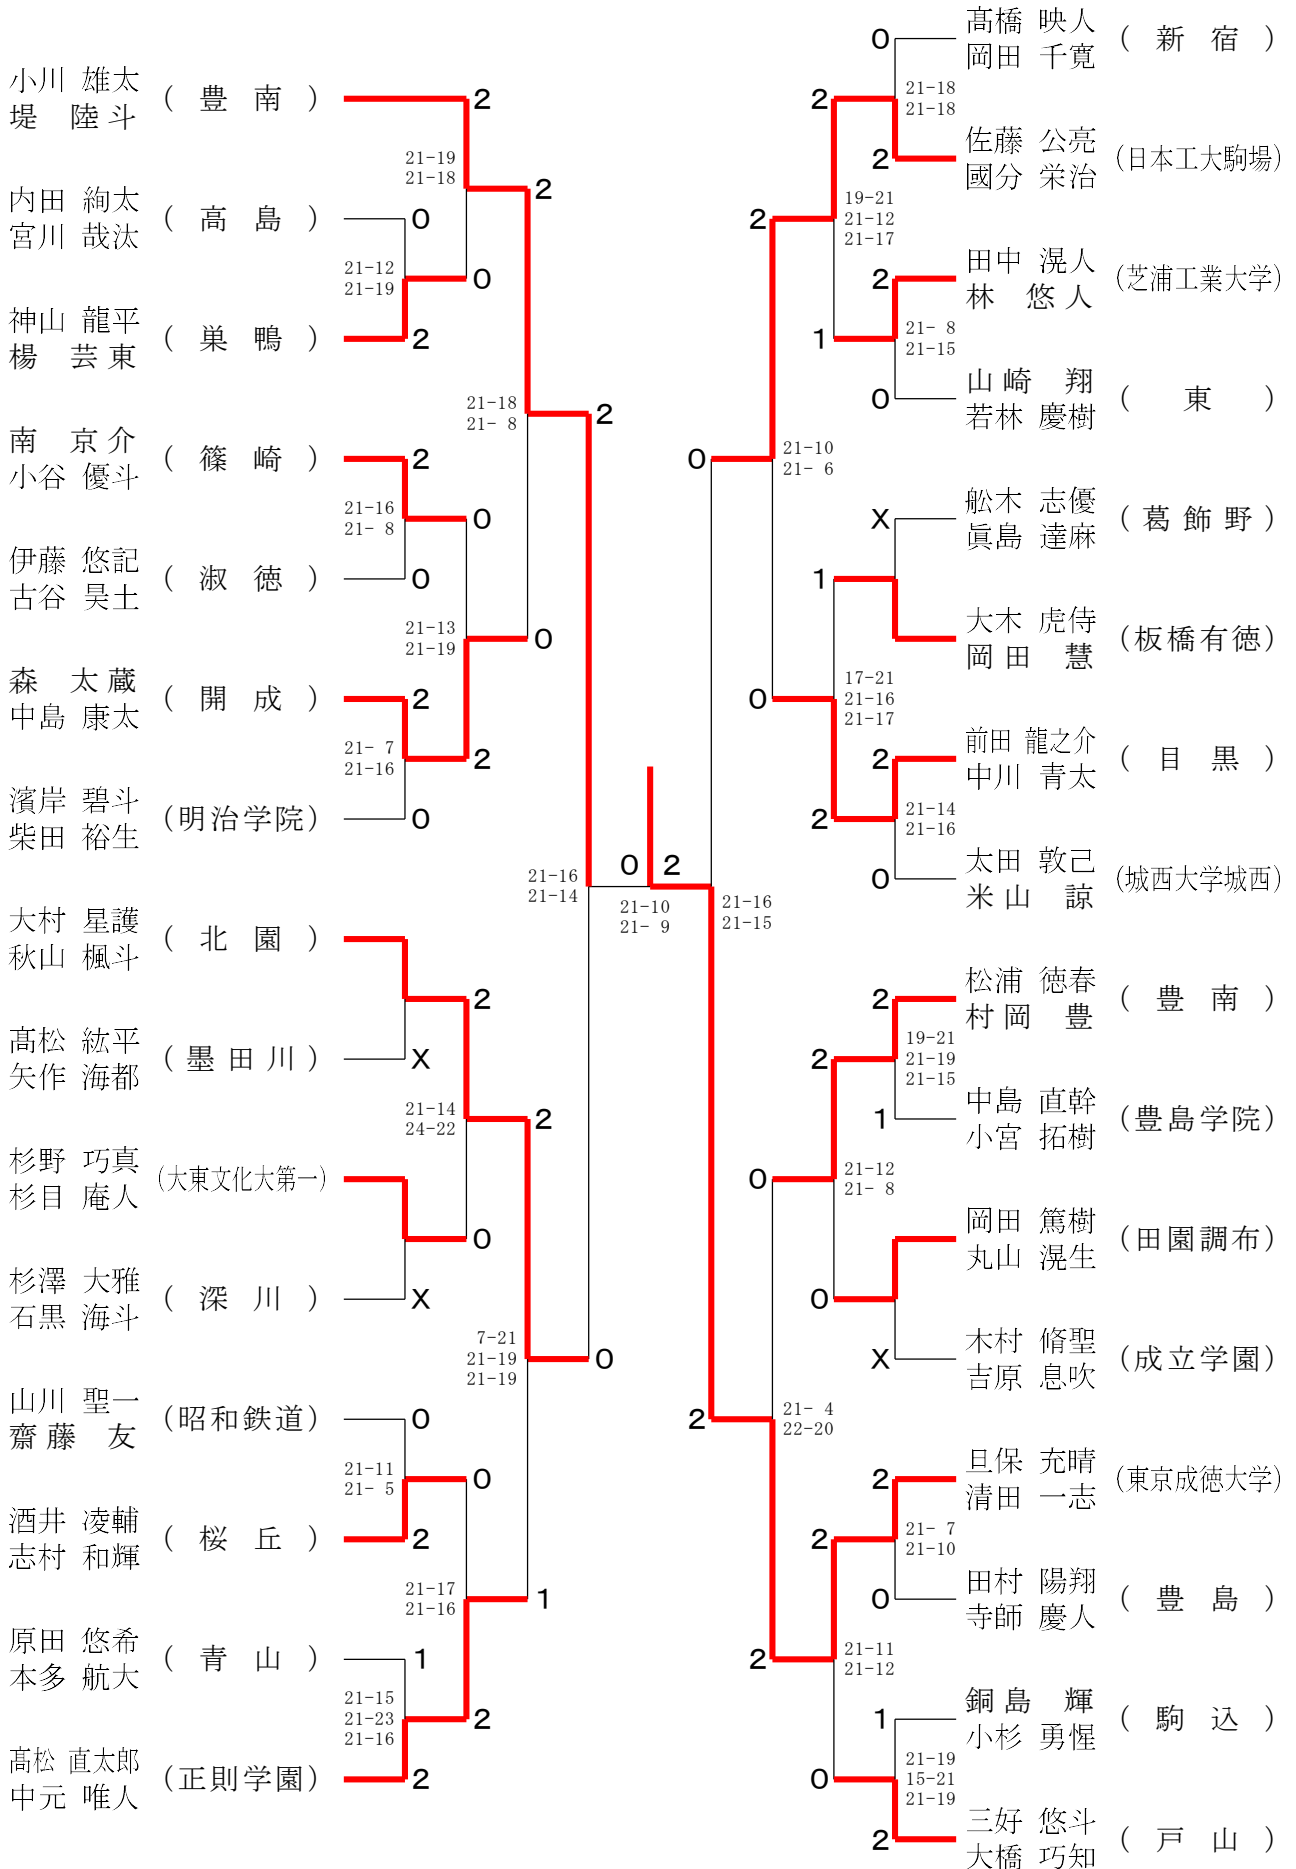 小川 雄太
堤 陸斗
( 豊 南 )
2
21-19
21-18
2
内田 絢太
宮川 哉汰
( 高 島 )
0
21-12
21-19
0
神山 龍平
楊 芸東
( 巣 鴨 )
2
21-18
21- 8
2
南 京介
小谷 優斗
( 篠 崎 )
2
21-16
21- 8
0
伊藤 悠記
古谷 昊士
( 淑 徳 )
0
21-13
21-19
0
森 太蔵
中島 康太
( 開 成 )
2
21- 7
21-16
2
濱岸 碧斗
柴田 裕生
(明治学院)
0
21-16
21-14
大村 星護
秋山 楓斗
( 北 園 )
2
髙松 紘平
矢作 海都
( 墨 田 川 )
X
21-14
24-22
2
杉野 巧真
杉目 庵人
(大東文化大第一)
0
杉澤 大雅
石黒 海斗
( 深 川 )
X
7-21
21-19
21-19
0
山川 聖一
齋藤 友
(昭和鉄道)
0
21-11
21- 5
0
酒井 凌輔
志村 和輝
( 桜 丘 )
2
21-17
21-16
1
原田 悠希
本多 航大
( 青 山 )
1
21-15
21-23
21-16
2
髙松 直太郎
中元 唯人
(正則学園)
2
0 2
21-10
21- 9
髙橋 映人
岡田 千寛
( 新 宿 )
0
21-18
21-18
2
佐藤 公亮
國分 栄治
(日本工大駒場)
2
19-21
21-12
21-17
2
田中 滉人
林 悠人
(芝浦工業大学)
2
21- 8
21-15
1
山崎 翔
若林 慶樹
( 東 )
0
21-10
21- 6
0
舩木 志優
眞島 達麻
( 葛 飾 野 )
X
1
大木 虎侍
岡田 慧
(板橋有徳)
17-21
21-16
21-17
0
前田 龍之介
中川 青太
( 目 黒 )
2
21-14
21-16
2
太田 敦己
米山 諒
(城西大学城西)
0
21-16
21-15
松浦 徳春
村岡 豊
( 豊 南 )
2
19-21
21-19
21-15
2
中島 直幹
小宮 拓樹
(豊島学院)
1
21-12
21- 8
0
岡田 篤樹
丸山 滉生
(田園調布)
0
木村 脩聖
吉原 息吹
(成立学園)
X
21- 4
22-20
2
旦保 充晴
清田 一志
(東京成徳大学)
2
21- 7
21-10
2
田村 陽翔
寺師 慶人
( 豊 島 )
0
21-11
21-12
2
銅島 輝
小杉 勇惺
( 駒 込 )
1
21-19
15-21
21-19
0
三好 悠斗
大橋 巧知
( 戸 山 )
2